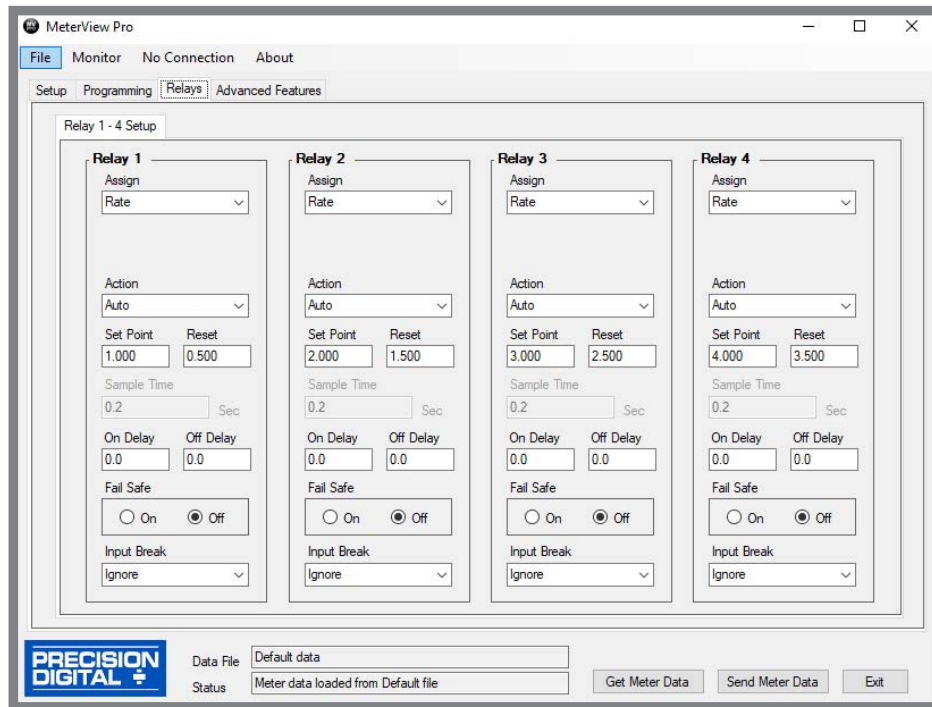 MeterView Pro
File Monitor No Connection About
Setup Programming Relays Advanced Features
Relay 1 - 4 Setup
Relay 1
Assign
Rate
Action
Auto
Set Point Reset
1.000 0.500
Sample Time
0.2 Sec
On Delay Off Delay
0.0 0.0
Fail Safe
On Off
Input Break
Ignore
Relay 2
Assign
Rate
Action
Auto
Set Point Reset
2.000 1.500
Sample Time
0.2 Sec
On Delay Off Delay
0.0 0.0
Fail Safe
On Off
Input Break
Ignore
Relay 3
Assign
Rate
Action
Auto
Set Point Reset
3.000 2.500
Sample Time
0.2 Sec
On Delay Off Delay
0.0 0.0
Fail Safe
On Off
Input Break
Ignore
Relay 4
Assign
Rate
Action
Auto
Set Point Reset
4.000 3.500
Sample Time
0.2 Sec
On Delay Off Delay
0.0 0.0
Fail Safe
On Off
Input Break
Ignore
PRECISION
DIGITAL
Data File Default data
Status Meter data loaded from Default file
Get Meter Data Send Meter Data Exit